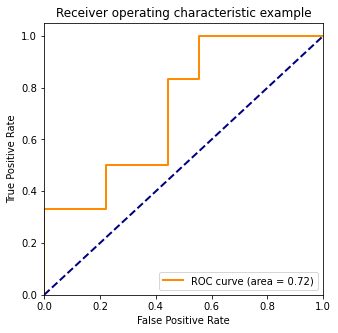 Receiver operating characteristic example
True Positive Rate
1.0
0.8
0.6
0.4
0.2
0.0
ROC curve (area = 0.72)
0.0 0.2 0.4 0.6 0.8 1.0
False Positive Rate